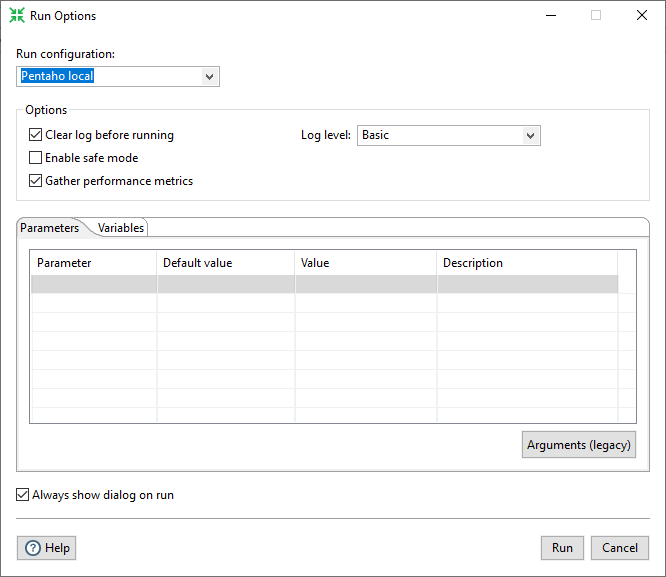 Run Options
Run configuration:
Pentaho local
Options
Clear log before running
Log level: Basic
Enable safe mode
Gather performance metrics
Parameters Variables
Parameter Default value Value Description
Arguments (legacy)
Always show dialog on run
Help Run Cancel